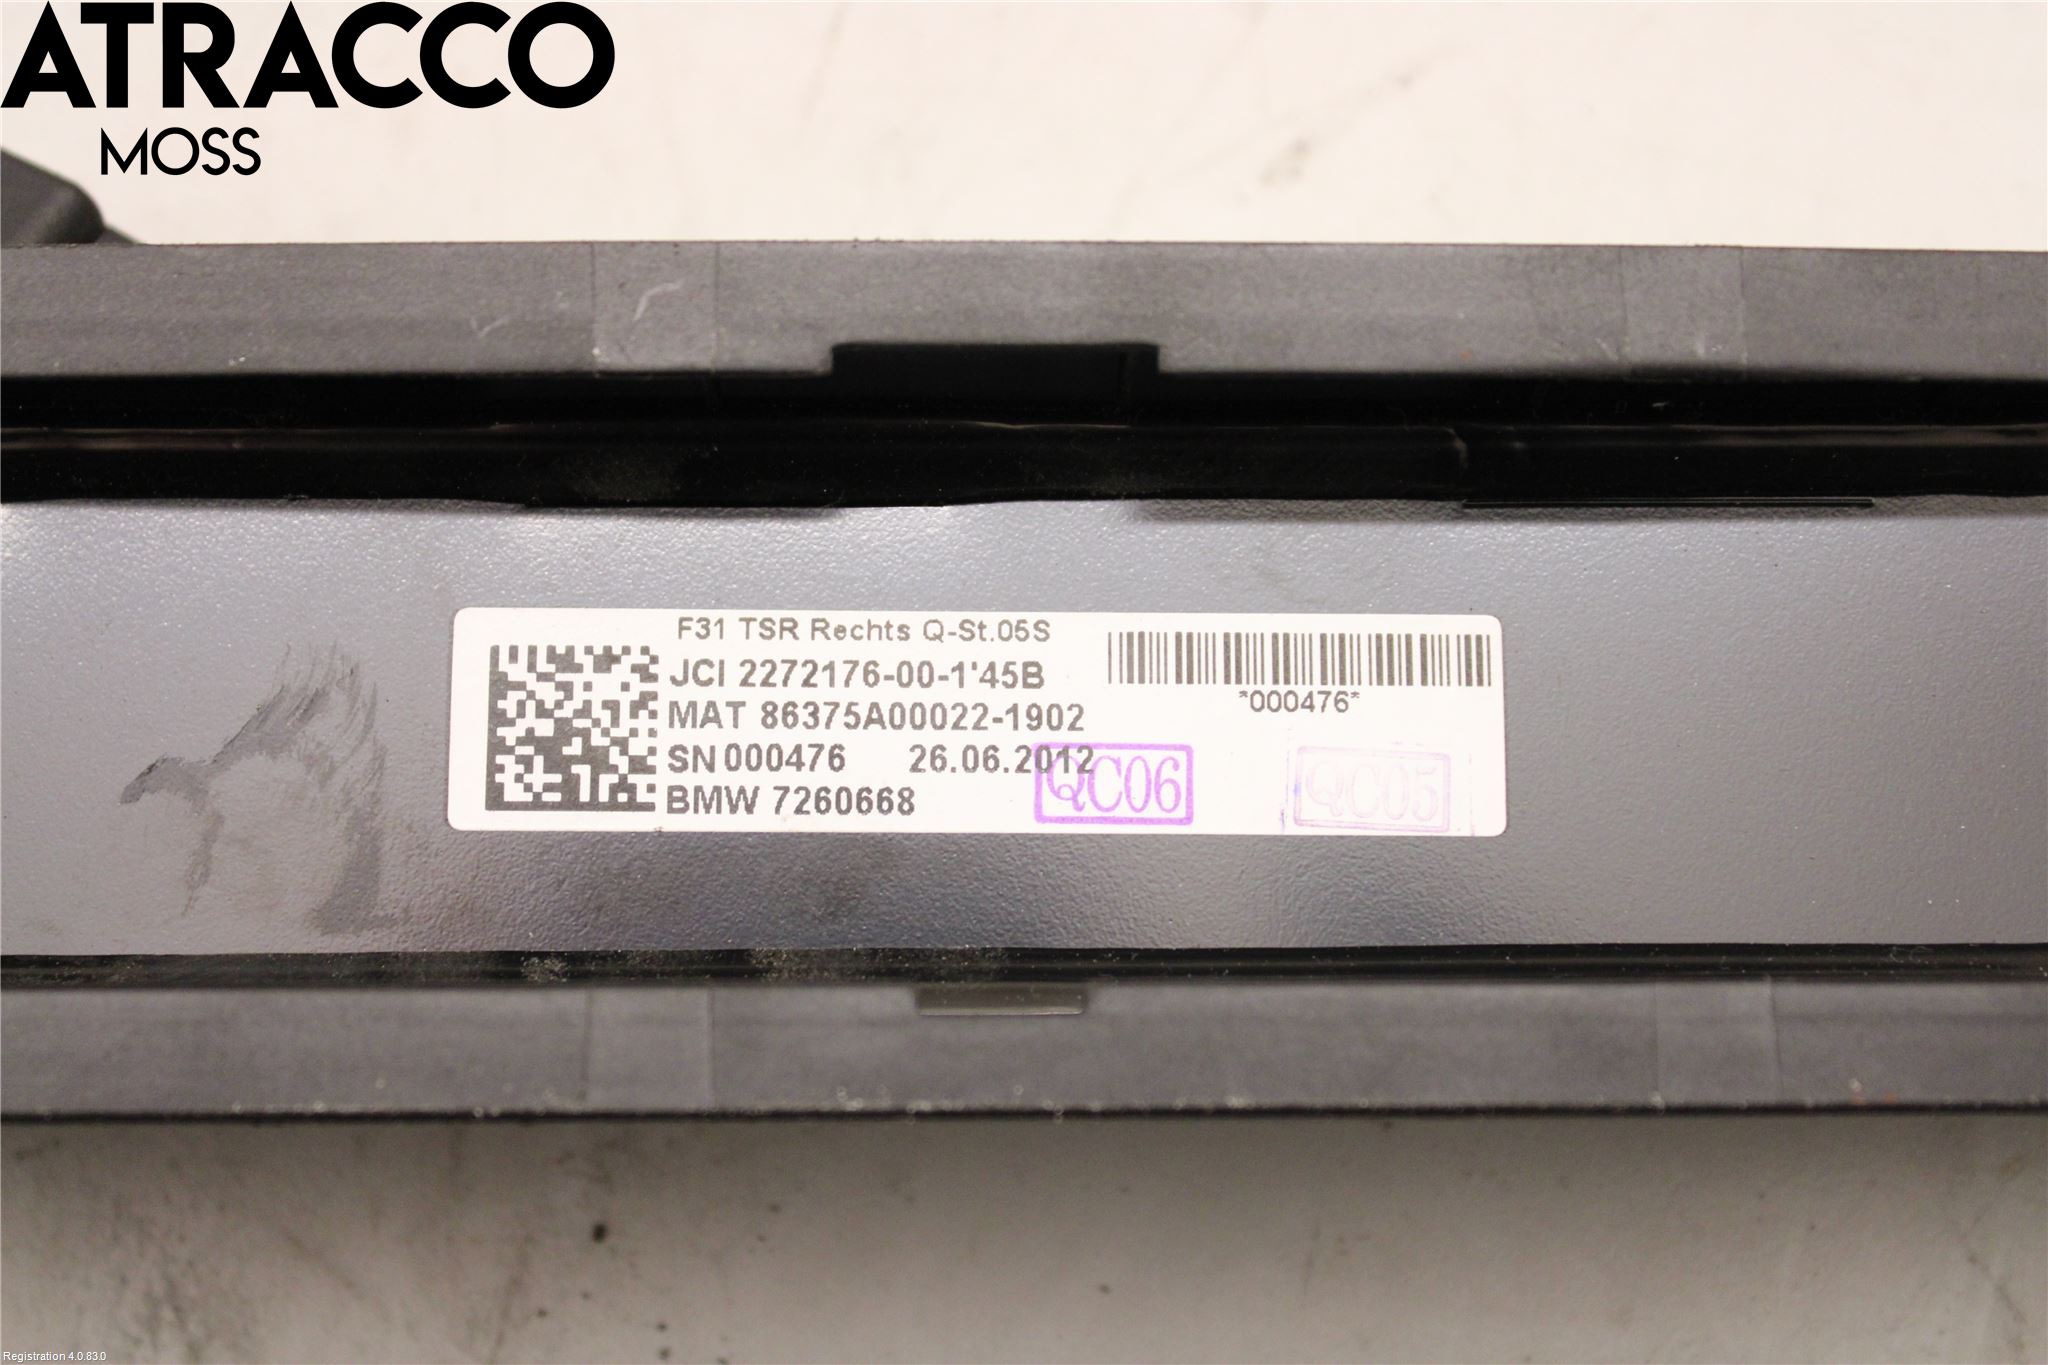 ATRACCO
MOSS
F31 TSR Rechts Q-St.05S
JCI 2272176-00-1'45B
MAT 86375A00022-1902
SN 000476 26.06.2012
BMW 7260668
*000476*
QC06
QC05
Registration 4.0.83.0